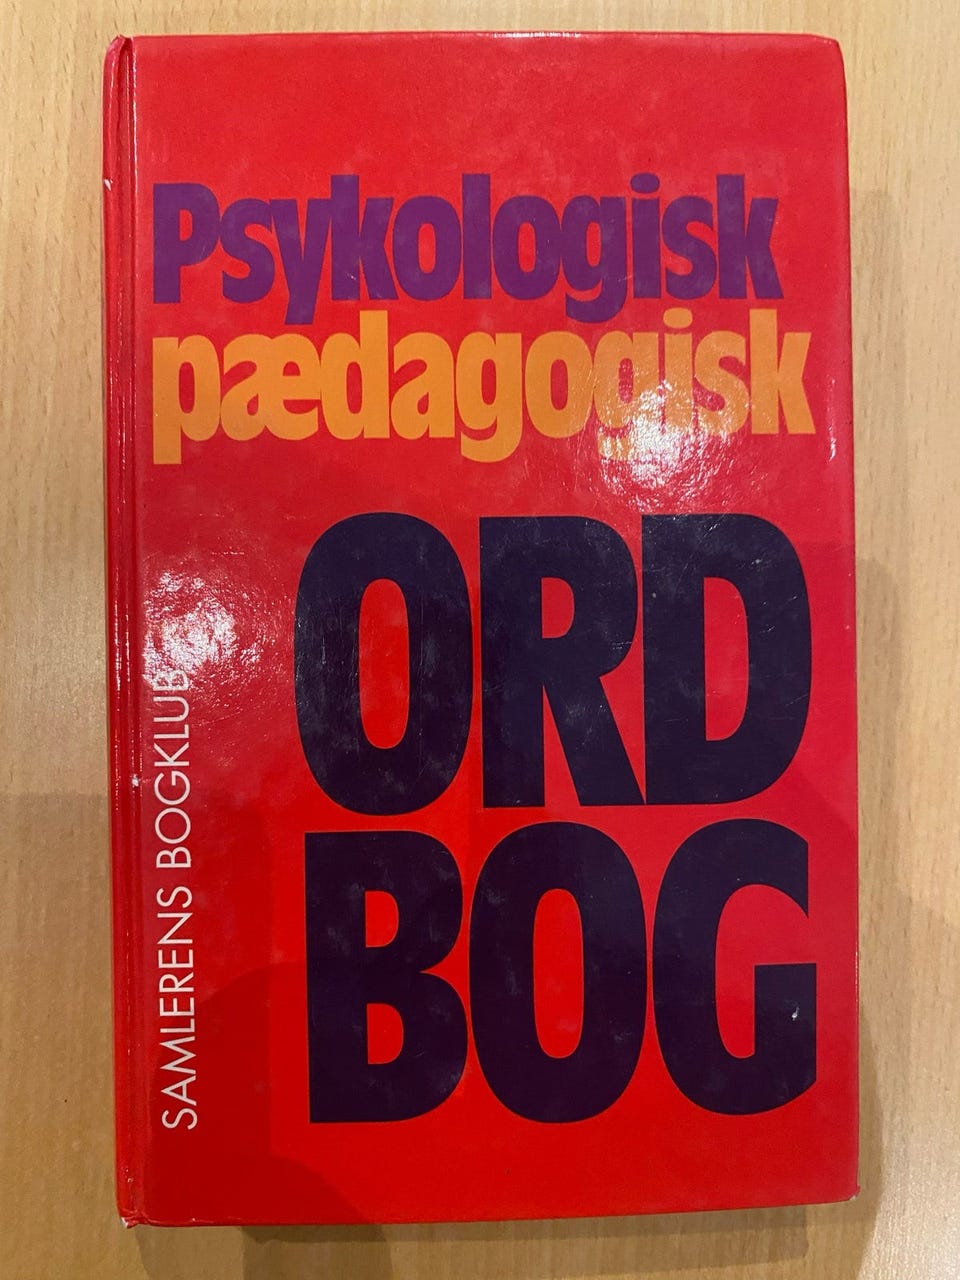 Psykologisk
pædagogisk
ORD
BOG
SAMLERENS BOGKLUB